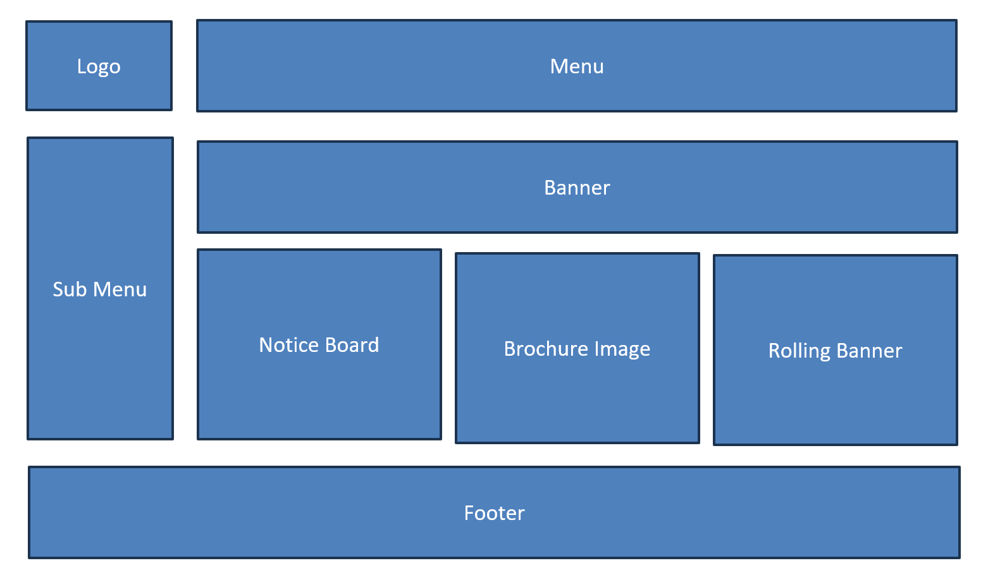 Logo
Menu
Sub Menu
Banner
Notice Board
Brochure Image
Rolling Banner
Footer